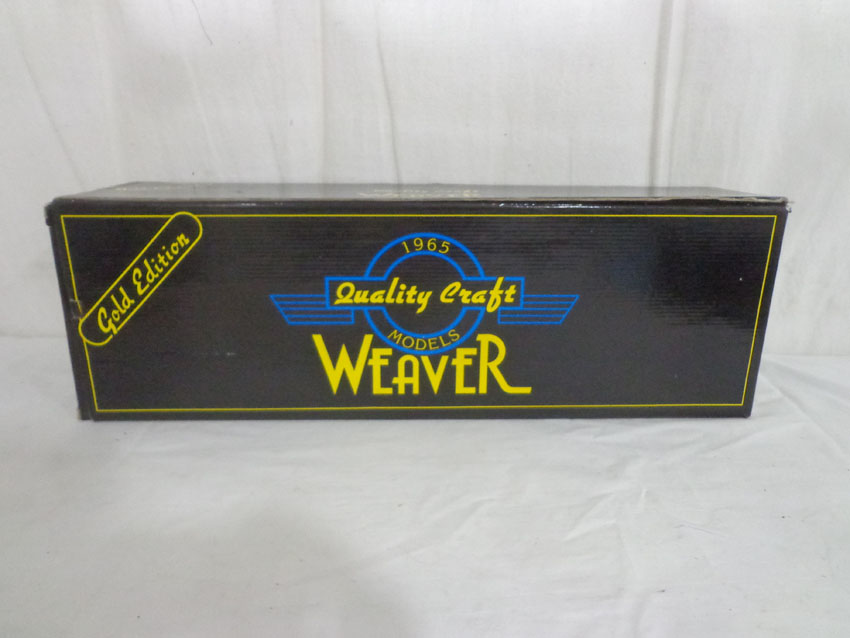 Gold Edition
1965
Quality Craft
MODELS
WEAVER